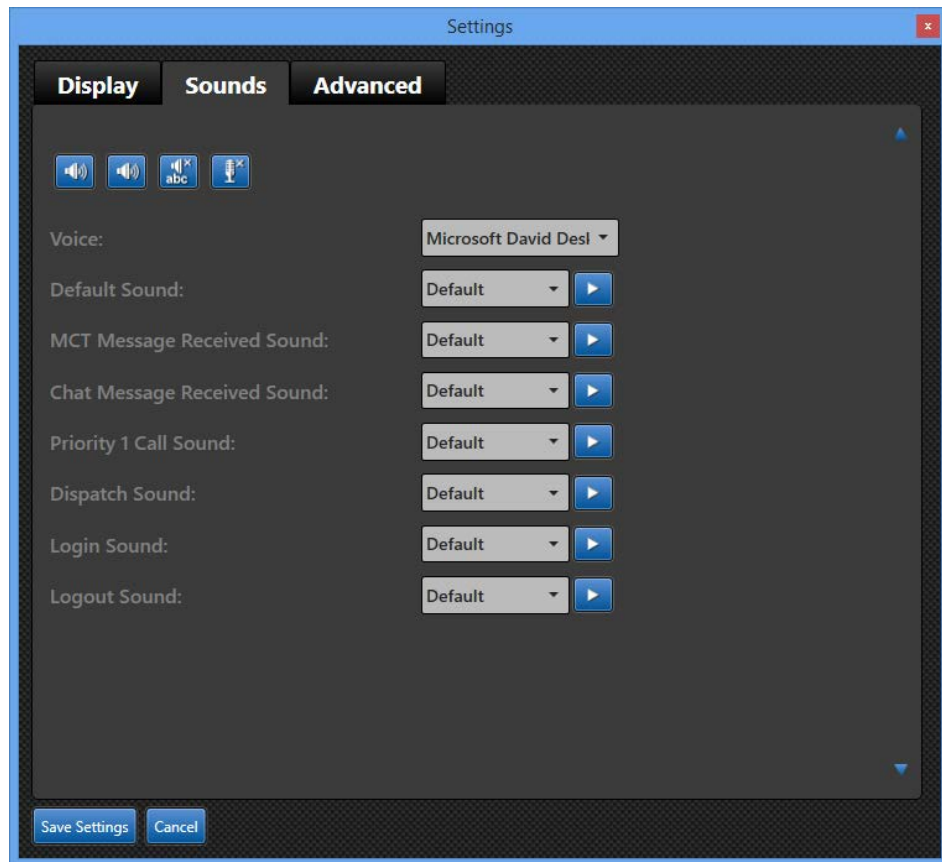 Settings
x
Display Sounds Advanced
abc
Voice: Microsoft David Desl
Default Sound: Default
MCT Message Received Sound: Default
Chat Message Received Sound: Default
Priority 1 Call Sound: Default
Dispatch Sound: Default
Login Sound: Default
Logout Sound: Default
Save Settings Cancel